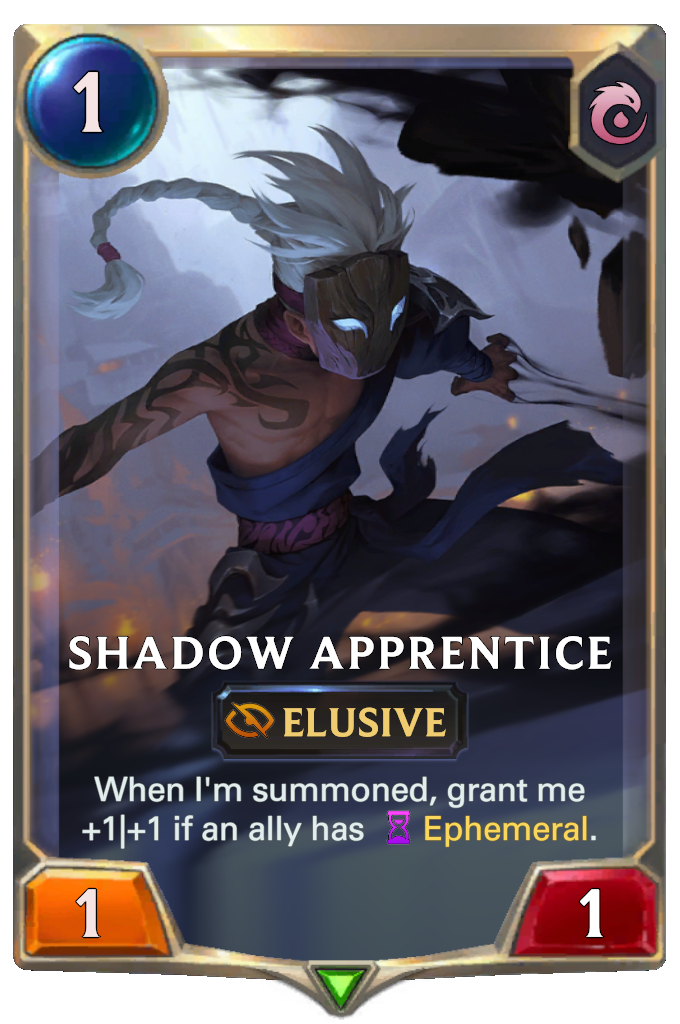 1
SHADOW APPRENTICE
ELUSIVE
When I'm summoned, grant me
+1|+1 if an ally has Ephemeral.
1
1